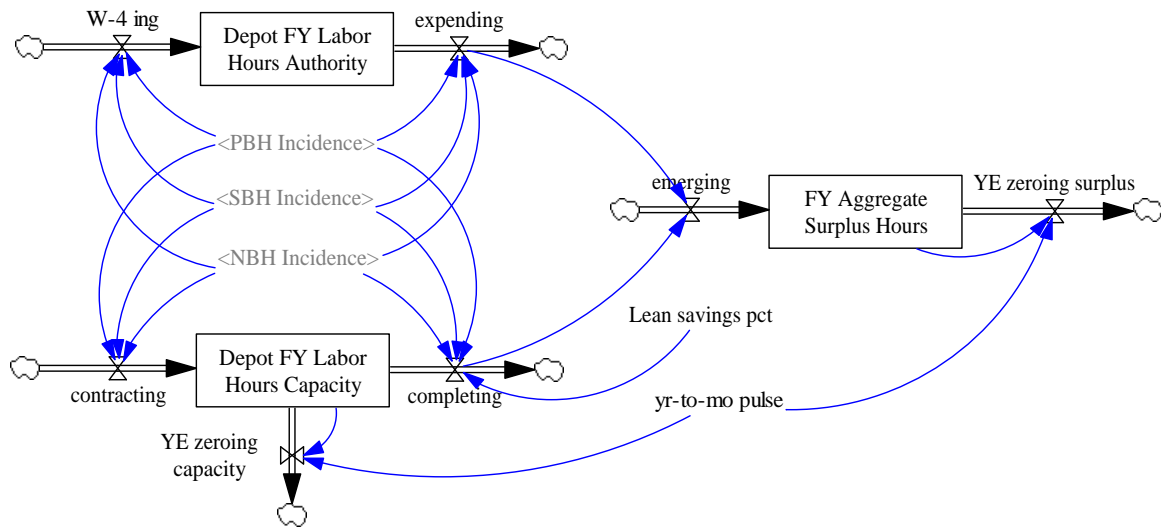 W-4 ing
Depot FY Labor
Hours Authority
expending
<PBH Incidence>
<SBH Incidence>
<NBH Incidence>
emerging
FY Aggregate
Surplus Hours
YE zeroing surplus
Lean savings pct
Depot FY Labor
Hours Capacity
contracting
completing
yr-to-mo pulse
YE zeroing
capacity